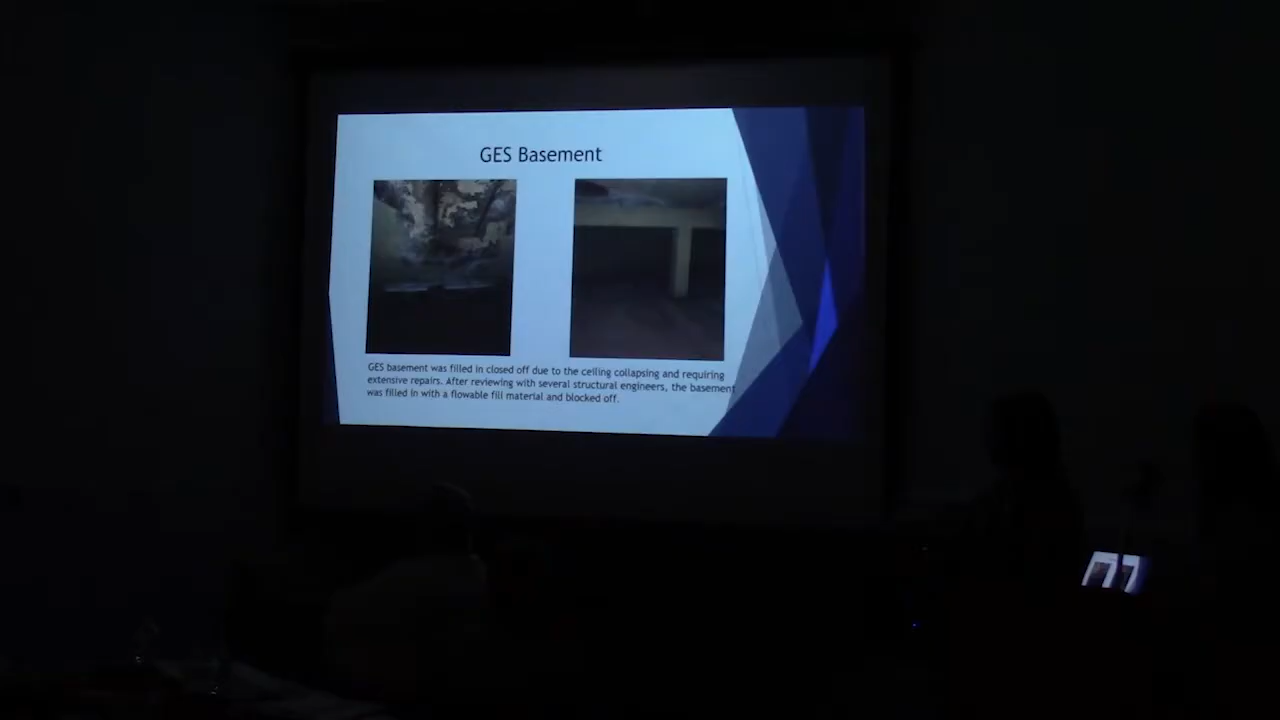 GES Basement
GES basement was filled in closed off due to the ceiling collapsing and requiring
extensive repairs. After reviewing with several structural engineers, the basement
was filled in with a flowable fill material and blocked off.